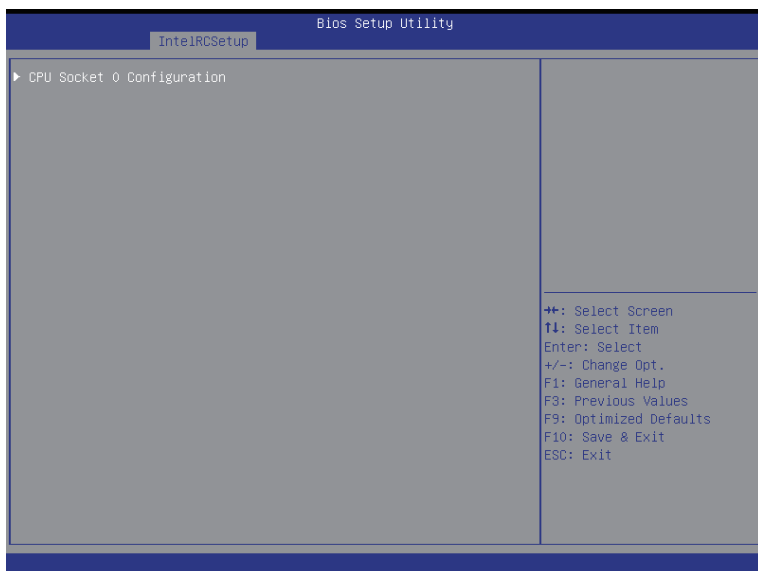 Bios Setup Utility
IntelRCSetup
CPU Socket 0 Configuration
→←: Select Screen
↑↓: Select Item
Enter: Select
+/-: Change Opt.
F1: General Help
F3: Previous Values
F9: Optimized Defaults
F10: Save & Exit
ESC: Exit